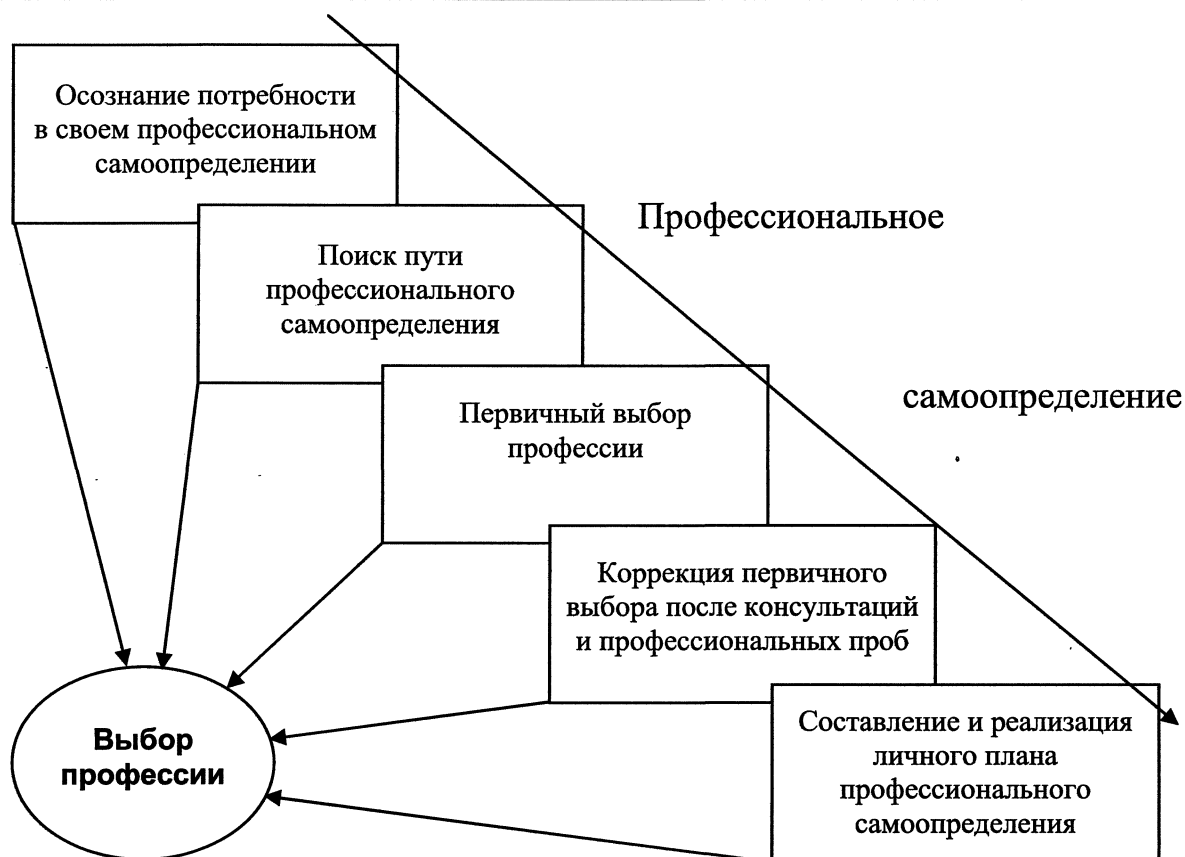 Осознание потребности
в своем профессиональном
самоопределении
Профессиональное
Поиск пути
профессионального
самоопределения
самоопределение
Первичный выбор
профессии
Коррекция первичного
выбора после консультаций
и профессиональных проб
Составление и реализация
личного плана
профессионального
самоопределения
Выбор
профессии